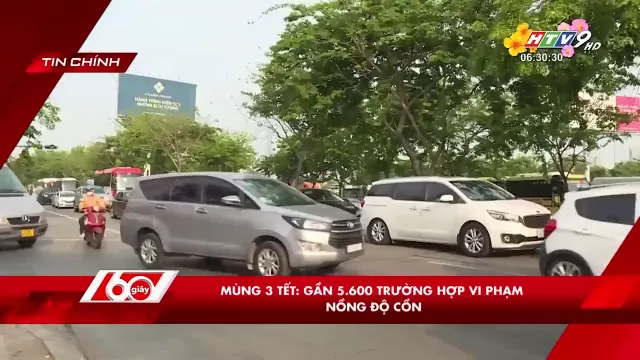 TIN CHÍNH
HTV9 HD
06:30:30
60 giây
MÙNG 3 TẾT: GẦN 5.600 TRƯỜNG HỢP VI PHẠM
NỒNG ĐỘ CỒN